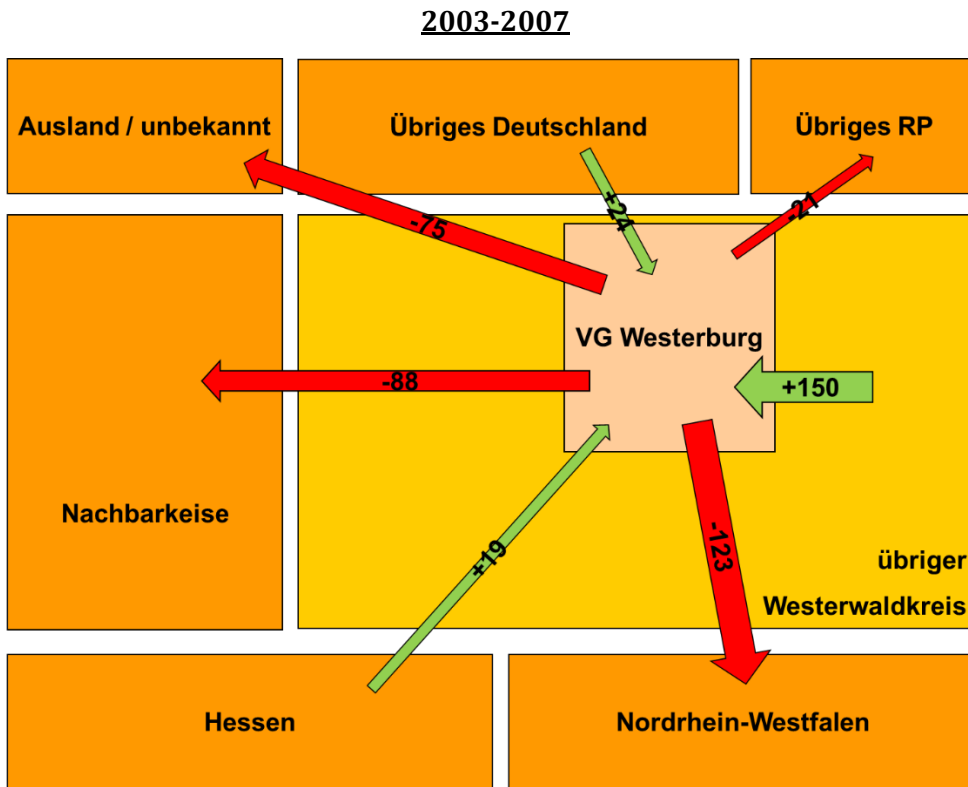 2003-2007
Ausland / unbekannt
Übriges Deutschland
Übriges RP
+24
-21
-75
VG Westerburg
-88
+150
Nachbarkeise
+19
-123
übriger
Westerwaldkreis
Hessen
Nordrhein-Westfalen